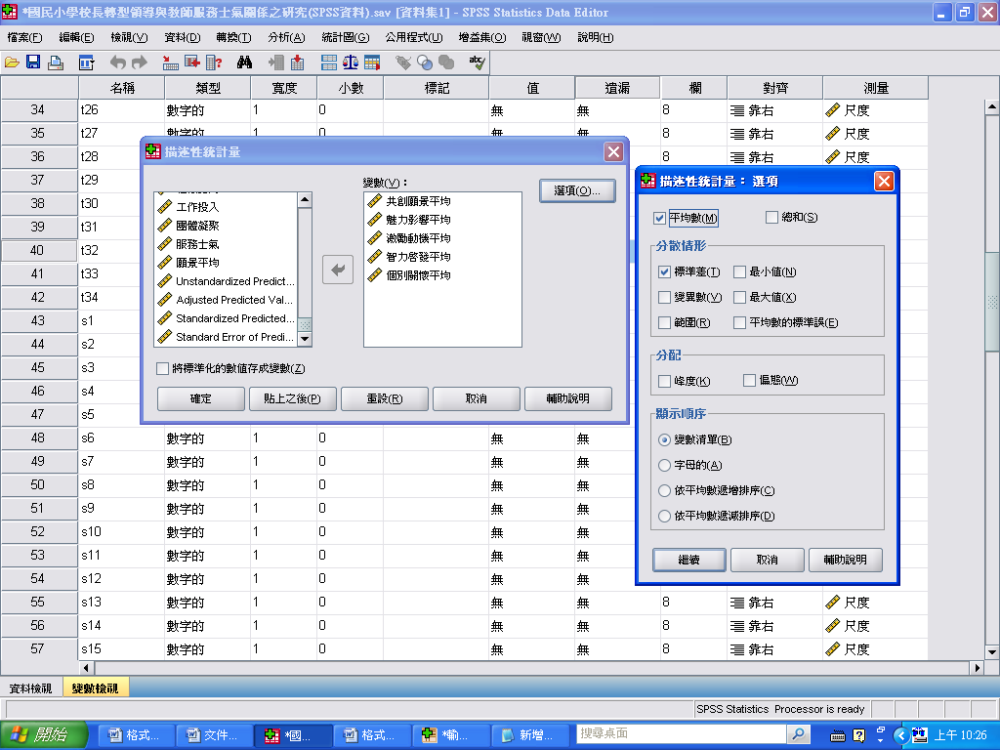 *國民小學校長轉型領導與教師服務士氣關係之研究(SPSS資料).sav [資料集1] - SPSS Statistics Data Editor
檔案(F) 編輯(E) 檢視(V) 資料(D) 轉換(T) 分析(A) 統計圖(G) 公用程式(U) 增益集(O) 視窗(W) 說明(H)
名稱 類型 寬度 小數 標記 值 遺漏 欄 對齊 測量
34 t26 數字的 1 0 無 無 8 靠右 尺度
35 t27 數字的 1 0 無 無 8 靠右 尺度
36 t28 8 靠右
37 t29
38 t30
39 t31
40 t32
41 t33
42 t34
43 s1
44 s2
45 s3
46 s4
47 s5
48 s6 數字的 1 0 無 無
49 s7 數字的 1 0 無 無
50 s8 數字的 1 0 無 無
51 s9 數字的 1 0 無 無
52 s10 數字的 1 0 無 無
53 s11 數字的 1 0 無 無
54 s12 數字的 1 0 無 無
55 s13 數字的 1 0 無 無 8 靠右 尺度
56 s14 數字的 1 0 無 無 8 靠右 尺度
57 s15 數字的 1 0 無 無 8 靠右 尺度
描述性統計量
工作投入
團體凝聚
服務士氣
願景平均
Unstandardized Predict...
Adjusted Predicted Val...
Standardized Predicted...
Standard Error of Predi...
變數(V)：
共創願景平均
魅力影響平均
激勵動機平均
智力啓發平均
個別關懷平均
選項(O)...
將標準化的數值存成變數(Z)
確定 貼上之後(P) 重設(R) 取消 輔助說明
描述性統計量： 選項
平均數(M) 總和(S)
分散情形
標準差(T) 最小值(N)
變異數(V) 最大值(X)
範圍(R) 平均數的標準誤(E)
分配
峰度(K) 偏態(W)
顯示順序
變數清單(B)
字母的(A)
依平均數遞增排序(C)
依平均數遞減排序(D)
繼續 取消 輔助說明
資料檢視 變數檢視
SPSS Statistics Processor is ready
開始 格式... 文件... *國... 格式... *輸... 新增... 搜尋桌面 上午 10:26